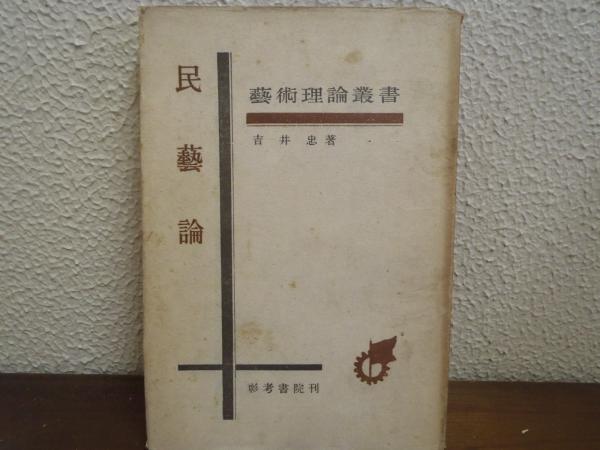 民藝論
藝術理論叢書
吉井忠著
彰考書院刊